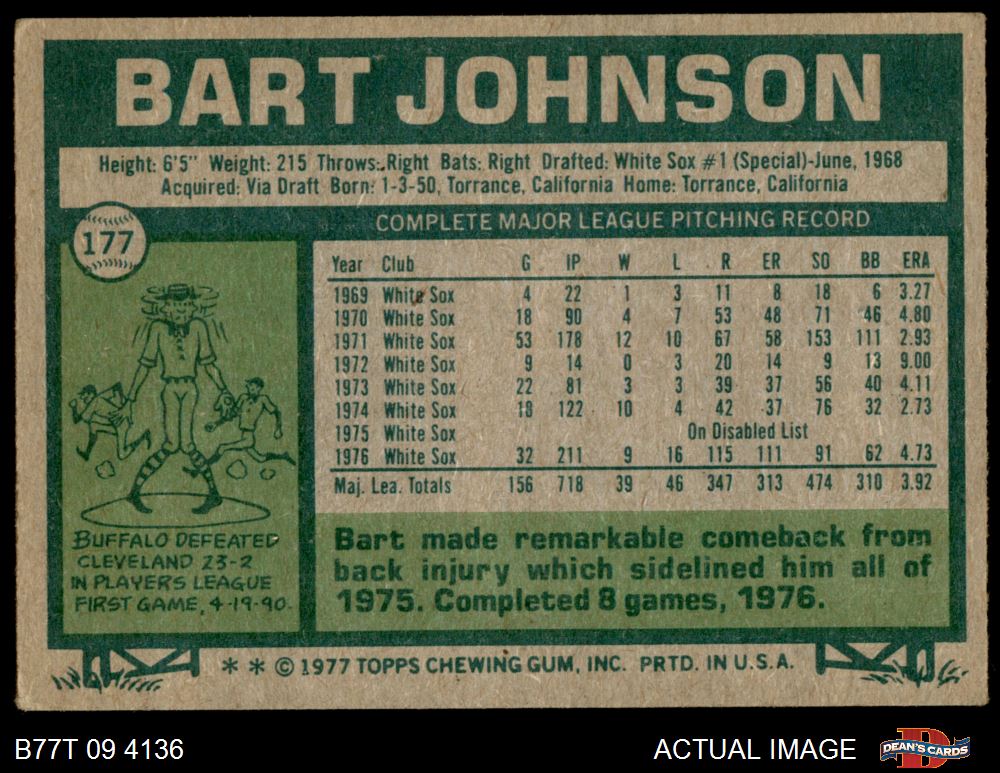 BART JOHNSON
Height: 6'5" Weight: 215 Throws: Right Bats: Right Drafted: White Sox #1 (Special)-June, 1968
Acquired: Via Draft Born: 1-3-50, Torrance, California Home: Torrance, California
177
COMPLETE MAJOR LEAGUE PITCHING RECORD
Year Club G IP W L R ER SO BB ERA
1969 White Sox 4 22 1 3 11 8 18 6 3.27
1970 White Sox 18 90 4 7 53 48 71 46 4.80
1971 White Sox 53 178 12 10 67 58 153 111 2.93
1972 White Sox 9 14 0 3 20 14 9 13 9.00
1973 White Sox 22 81 3 3 39 37 56 40 4.11
1974 White Sox 18 122 10 4 42 37 76 32 2.73
1975 White Sox On Disabled List
1976 White Sox 32 211 9 16 115 111 91 62 4.73
Maj. Lea. Totals 156 718 39 46 347 313 474 310 3.92
BUFFALO DEFEATED
CLEVELAND 23-2
IN PLAYERS LEAGUE
FIRST GAME, 4-19-90.
Bart made remarkable comeback from
back injury which sidelined him all of
1975. Completed 8 games, 1976.
* * © 1977 TOPPS CHEWING GUM, INC. PRTD. IN U.S.A.
B77T 09 4136
ACTUAL IMAGE
DEAN'S CARDS